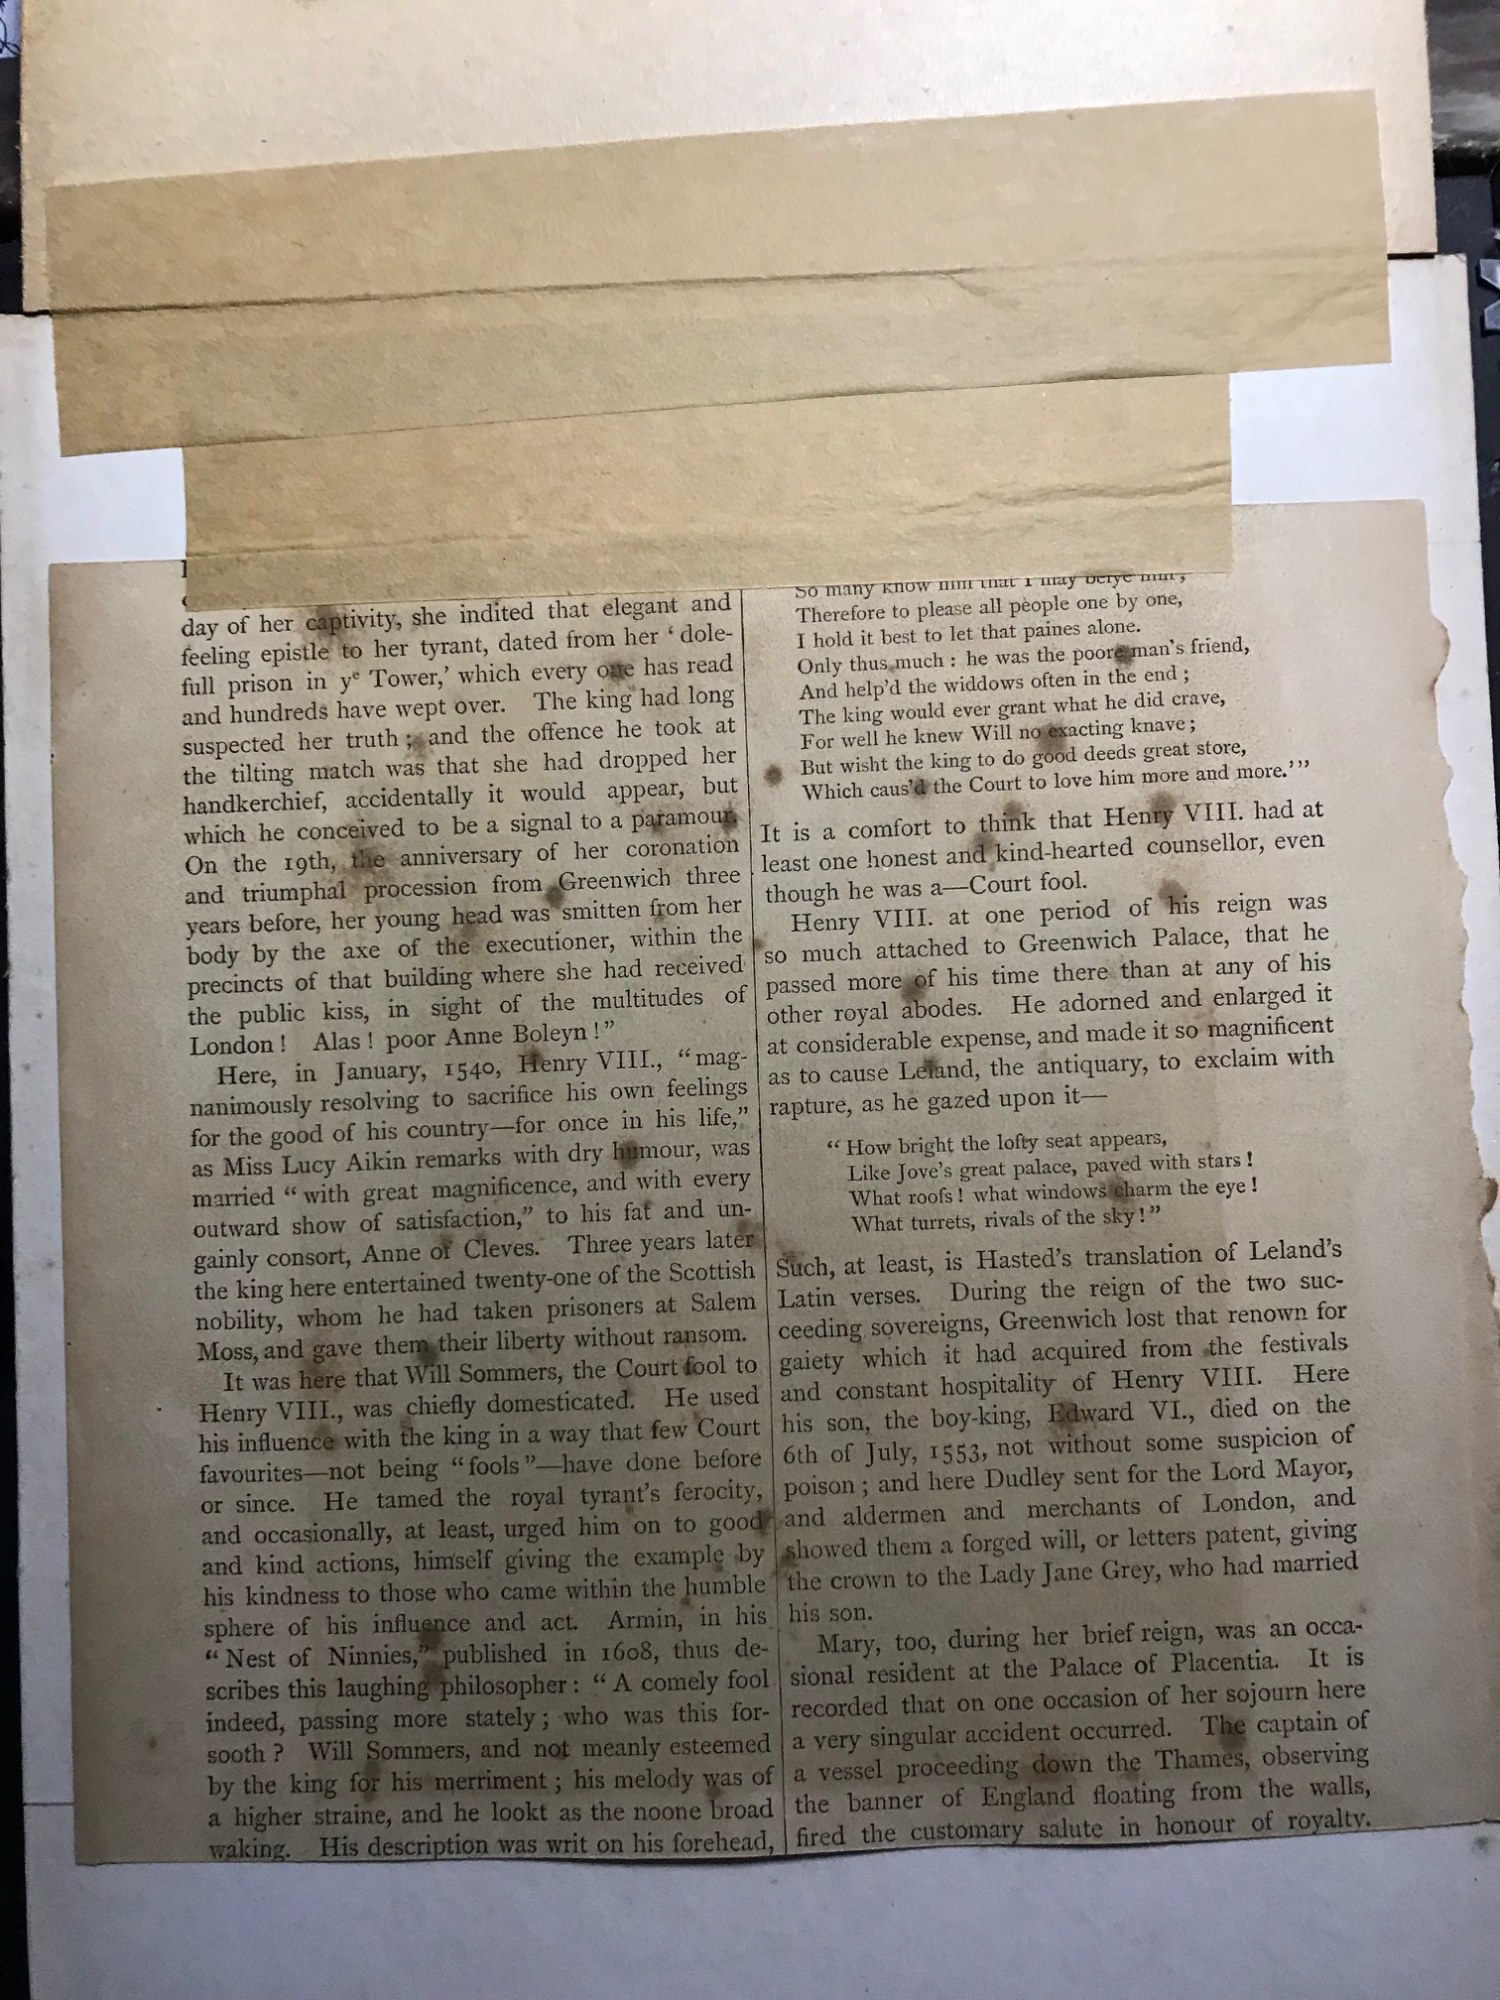 day of her captivity, she indited that elegant and
feeling epistle to her tyrant, dated from her ‘ dole-
full prison in yᵉ Tower,’ which every one has read
and hundreds have wept over. The king had long
suspected her truth ; and the offence he took at
the tilting match was that she had dropped her
handkerchief, accidentally it would appear, but
which he conceived to be a signal to a paramour.
On the 19th, the anniversary of her coronation
and triumphal procession from Greenwich three
years before, her young head was smitten from her
body by the axe of the executioner, within the
precincts of that building where she had received
the public kiss, in sight of the multitudes of
London ! Alas ! poor Anne Boleyn ! ”
Here, in January, 1540, Henry VIII., “ mag-
nanimously resolving to sacrifice his own feelings
for the good of his country—for once in his life,”
as Miss Lucy Aikin remarks with dry humour, was
married “ with great magnificence, and with every
outward show of satisfaction,” to his fat and un-
gainly consort, Anne of Cleves. Three years later
the king here entertained twenty-one of the Scottish
nobility, whom he had taken prisoners at Salem
Moss, and gave them their liberty without ransom.
It was here that Will Sommers, the Court fool to
Henry VIII., was chiefly domesticated. He used
his influence with the king in a way that few Court
favourites—not being “ fools ”—have done before
or since. He tamed the royal tyrant’s ferocity,
and occasionally, at least, urged him on to good
and kind actions, himself giving the example by
his kindness to those who came within the humble
sphere of his influence and act. Armin, in his
“ Nest of Ninnies,” published in 1608, thus de-
scribes this laughing philosopher : “ A comely fool
indeed, passing more stately ; who was this for-
sooth ? Will Sommers, and not meanly esteemed
by the king for his merriment ; his melody was of
a higher straine, and he lookt as the noone broad
waking. His description was writ on his forehead,
So many know him that I may belye him ;
Therefore to please all people one by one,
I hold it best to let that paines alone.
Only thus much : he was the poore man’s friend,
And help’d the widdows often in the end ;
The king would ever grant what he did crave,
For well he knew Will no exacting knave ;
But wisht the king to do good deeds great store,
Which caus’d the Court to love him more and more.’ ”
It is a comfort to think that Henry VIII. had at
least one honest and kind-hearted counsellor, even
though he was a—Court fool.
Henry VIII. at one period of his reign was
so much attached to Greenwich Palace, that he
passed more of his time there than at any of his
other royal abodes. He adorned and enlarged it
at considerable expense, and made it so magnificent
as to cause Leland, the antiquary, to exclaim with
rapture, as he gazed upon it—
“ How bright the lofty seat appears,
Like Jove’s great palace, paved with stars !
What roofs ! what windows charm the eye !
What turrets, rivals of the sky ! ”
Such, at least, is Hasted’s translation of Leland’s
Latin verses. During the reign of the two suc-
ceeding sovereigns, Greenwich lost that renown for
gaiety which it had acquired from the festivals
and constant hospitality of Henry VIII. Here
his son, the boy-king, Edward VI., died on the
6th of July, 1553, not without some suspicion of
poison ; and here Dudley sent for the Lord Mayor,
and aldermen and merchants of London, and
showed them a forged will, or letters patent, giving
the crown to the Lady Jane Grey, who had married
his son.
Mary, too, during her brief reign, was an occa-
sional resident at the Palace of Placentia. It is
recorded that on one occasion of her sojourn here
a very singular accident occurred. The captain of
a vessel proceeding down the Thames, observing
the banner of England floating from the walls,
fired the customary salute in honour of royalty.